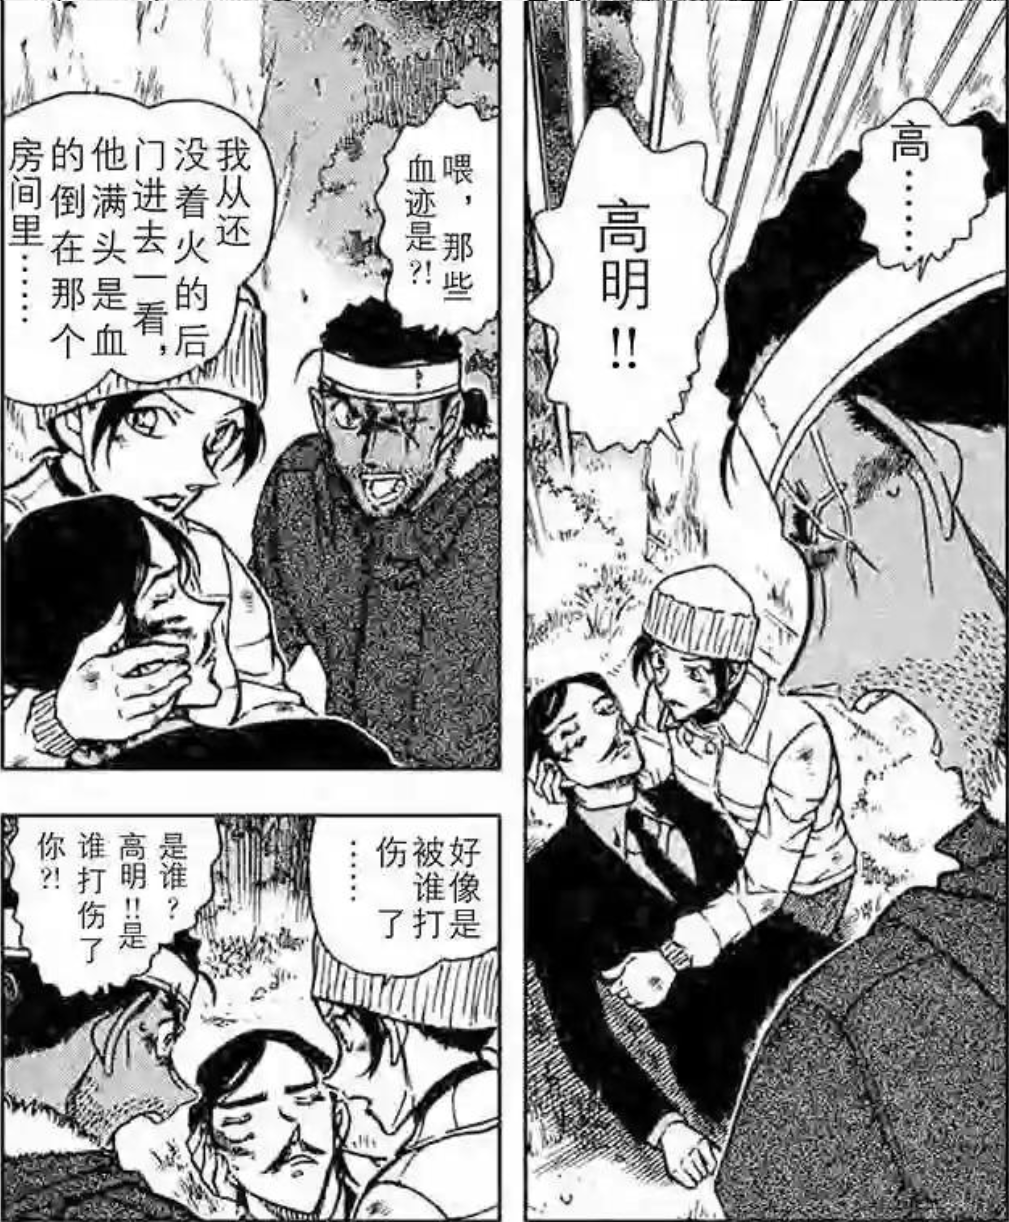 高……
高明!!
喂，那些
血迹是?!
我从还
没着火的后
门进去一看，
他满头是血
的倒在那个
房间里……
好像是
被谁打
伤了
……
是谁？
高明!!是
谁打伤了
你?!